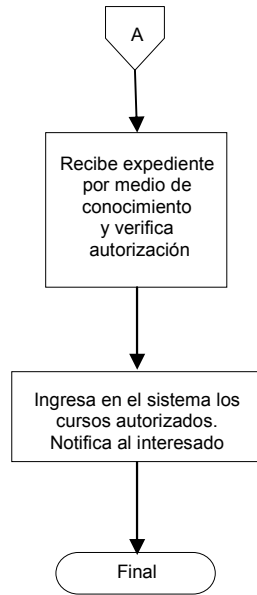 A
Recibe expediente
por medio de
conocimiento
y verifica
autorización
Ingresa en el sistema los
cursos autorizados.
Notifica al interesado
Final